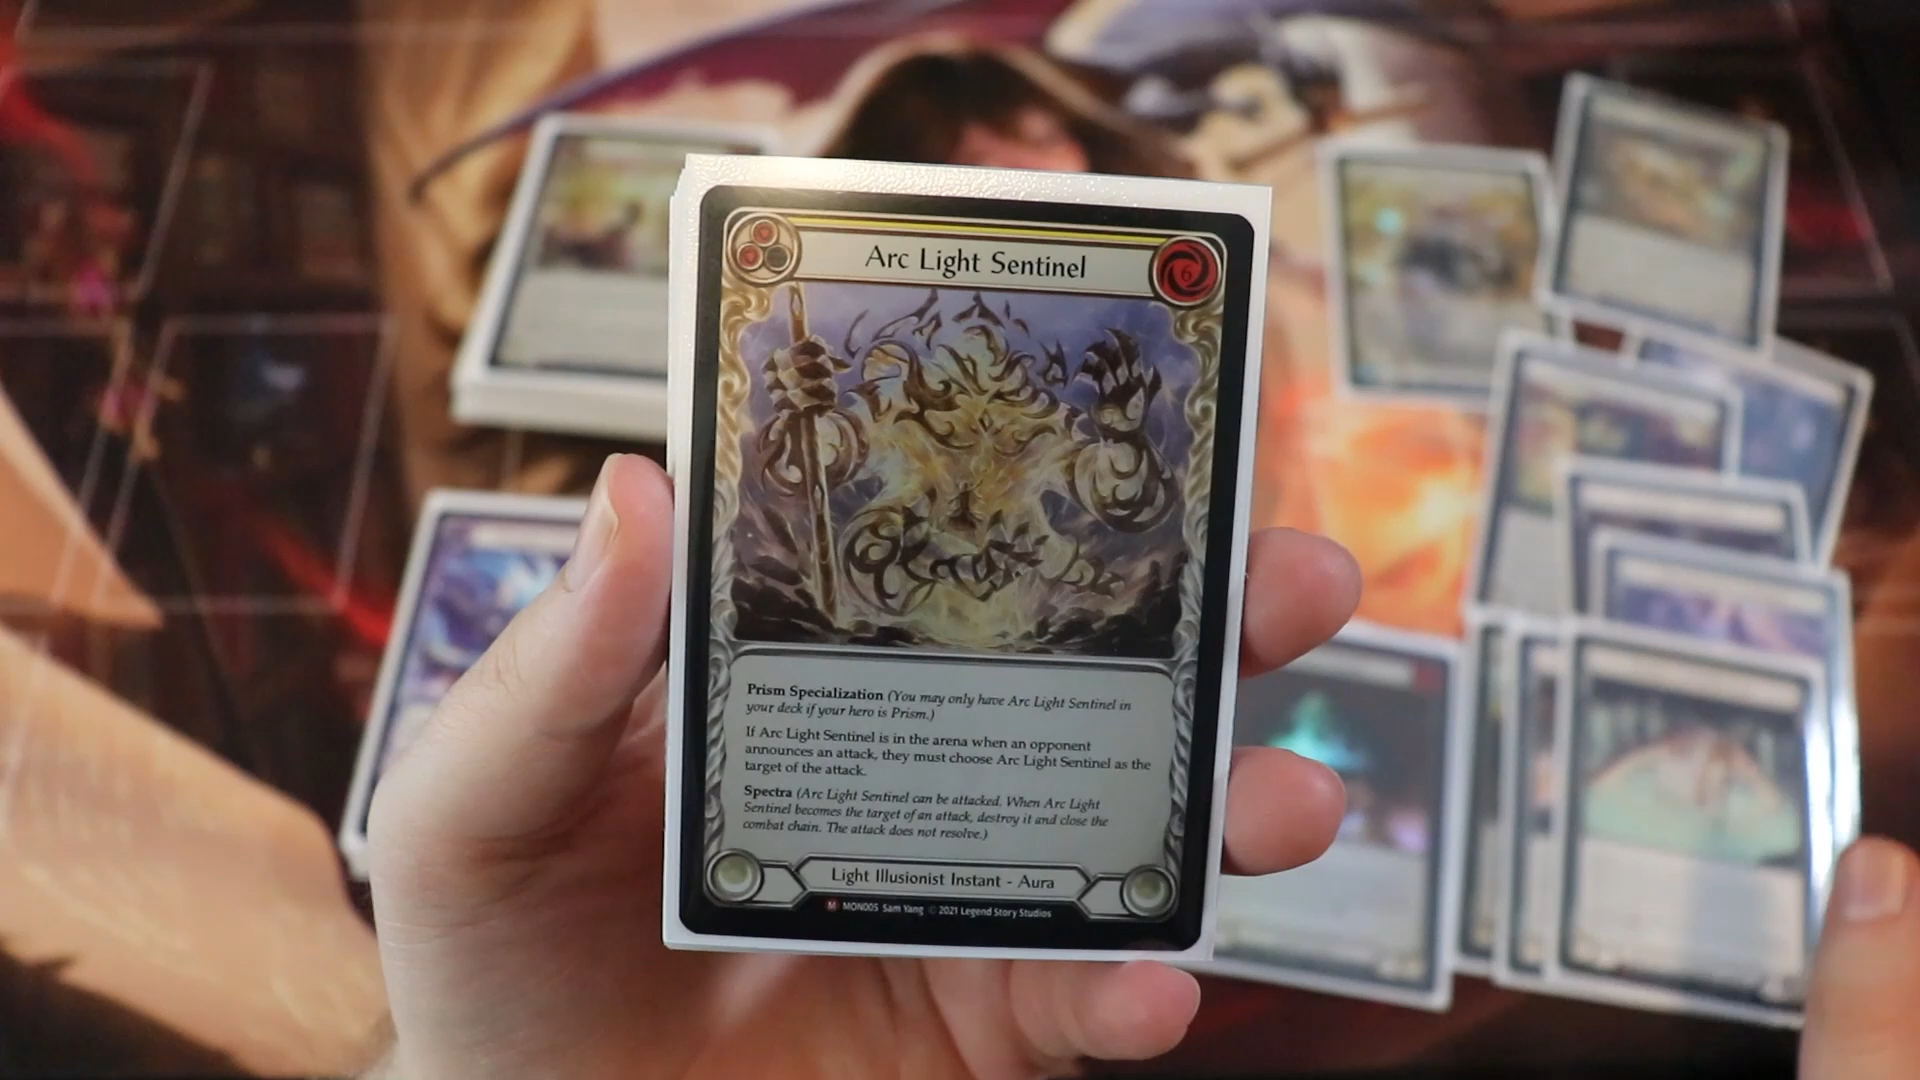 Arc Light Sentinel
6
Prism Specialization (You may only have Arc Light Sentinel in
your deck if your hero is Prism.)
If Arc Light Sentinel is in the arena when an opponent
announces an attack, they must choose Arc Light Sentinel as the
target of the attack.
Spectra (Arc Light Sentinel can be attacked. When Arc Light
Sentinel becomes the target of an attack, destroy it and close the
combat chain. The attack does not resolve.)
Light Illusionist Instant - Aura
M MON005 Sam Yang © 2021 Legend Story Studios